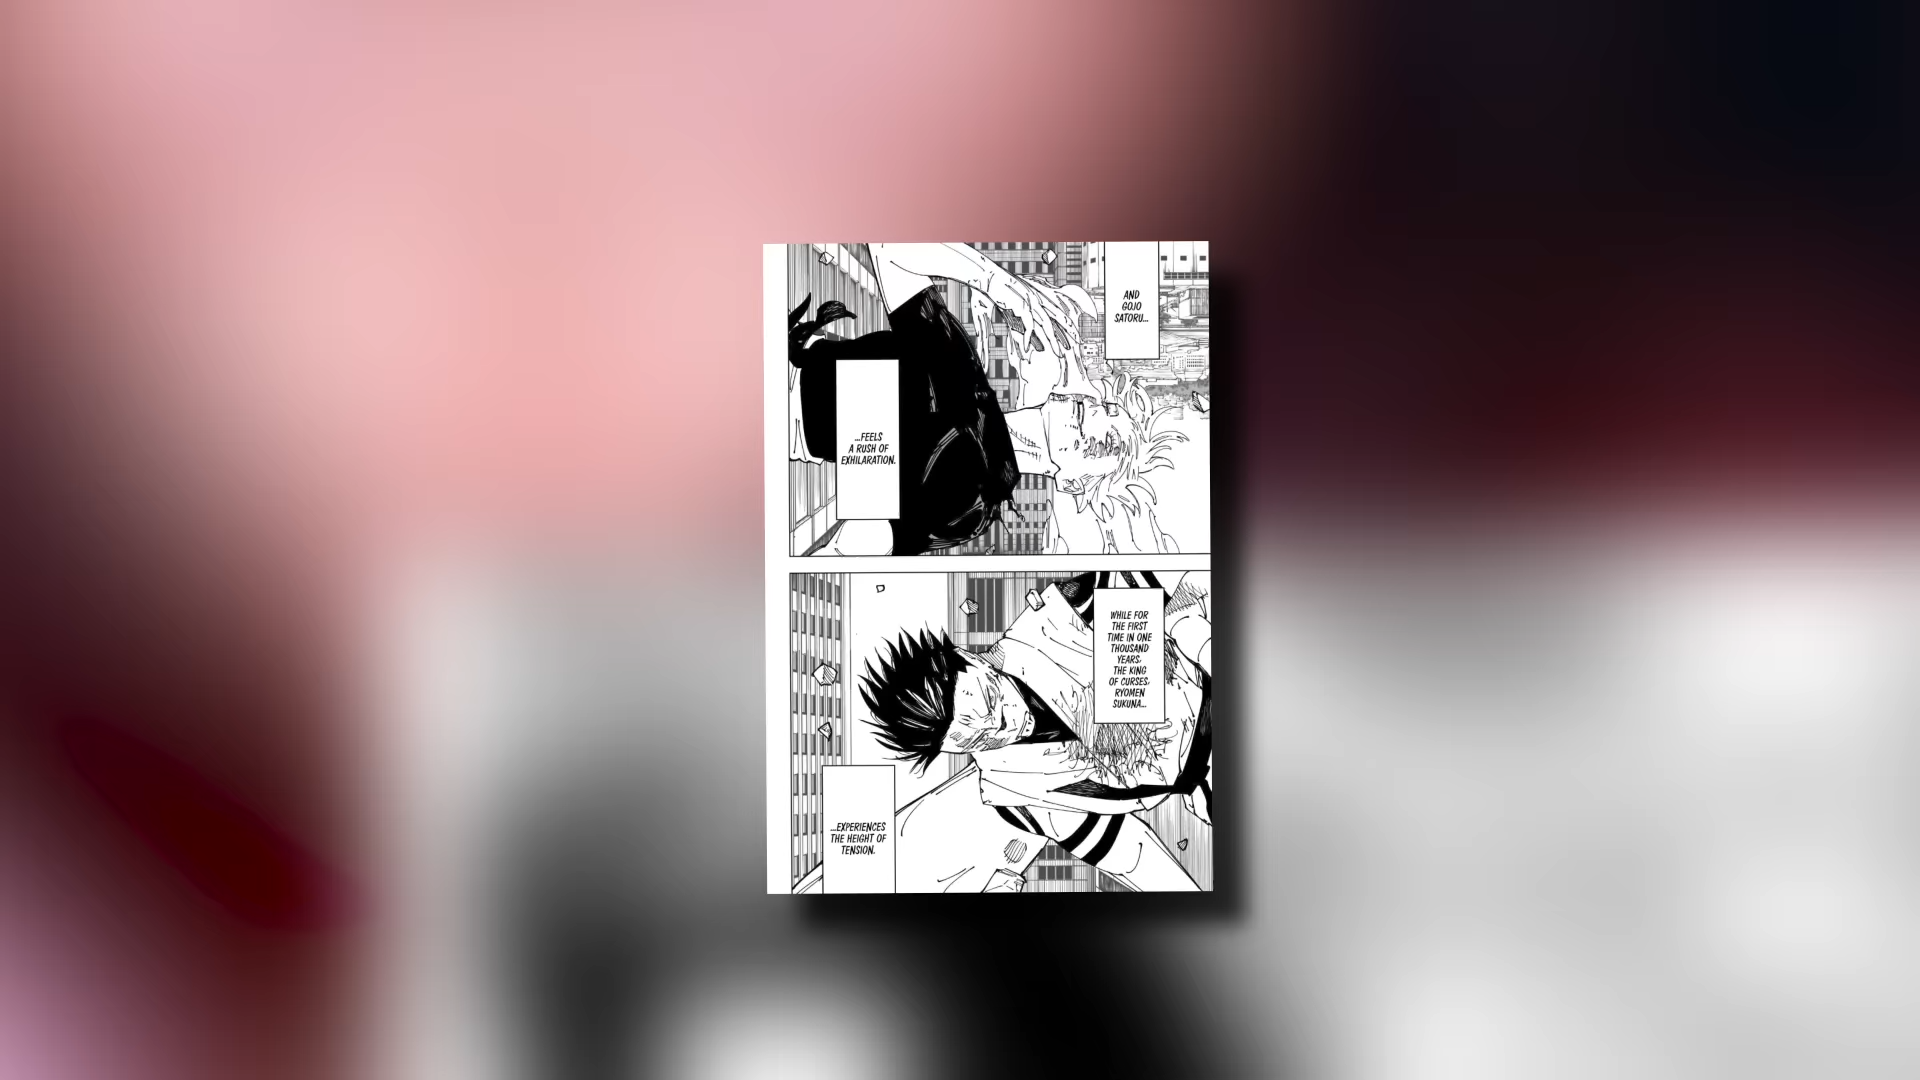 AND
GOJO
SATORU...
...FEELS
A RUSH OF
EXHILARATION.
WHILE FOR
THE FIRST
TIME IN ONE
THOUSAND
YEARS,
THE KING
OF CURSES,
RYOMEN
SUKUNA...
...EXPERIENCES
THE HEIGHT OF
TENSION.